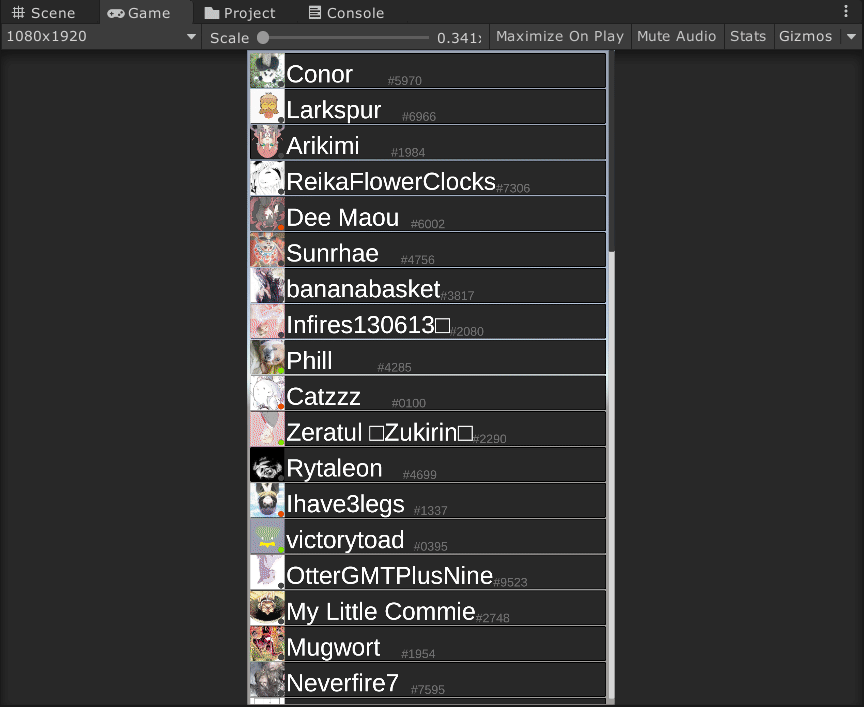 Scene Game Project Console
1080x1920 Scale 0.341x Maximize On Play Mute Audio Stats Gizmos
Conor #5970
Larkspur #6966
Arikimi #1984
ReikaFlowerClocks #7306
Dee Maou #6002
Sunrhae #4756
bananabasket #3817
Infires130613□ #2080
Phill #4285
Catzzz #0100
Zeratul □Zukirin□ #2290
Rytaleon #4699
Ihave3legs #1337
victorytoad #0395
OtterGMTPlusNine #9523
My Little Commie #2748
Mugwort #1954
Neverfire7 #7595